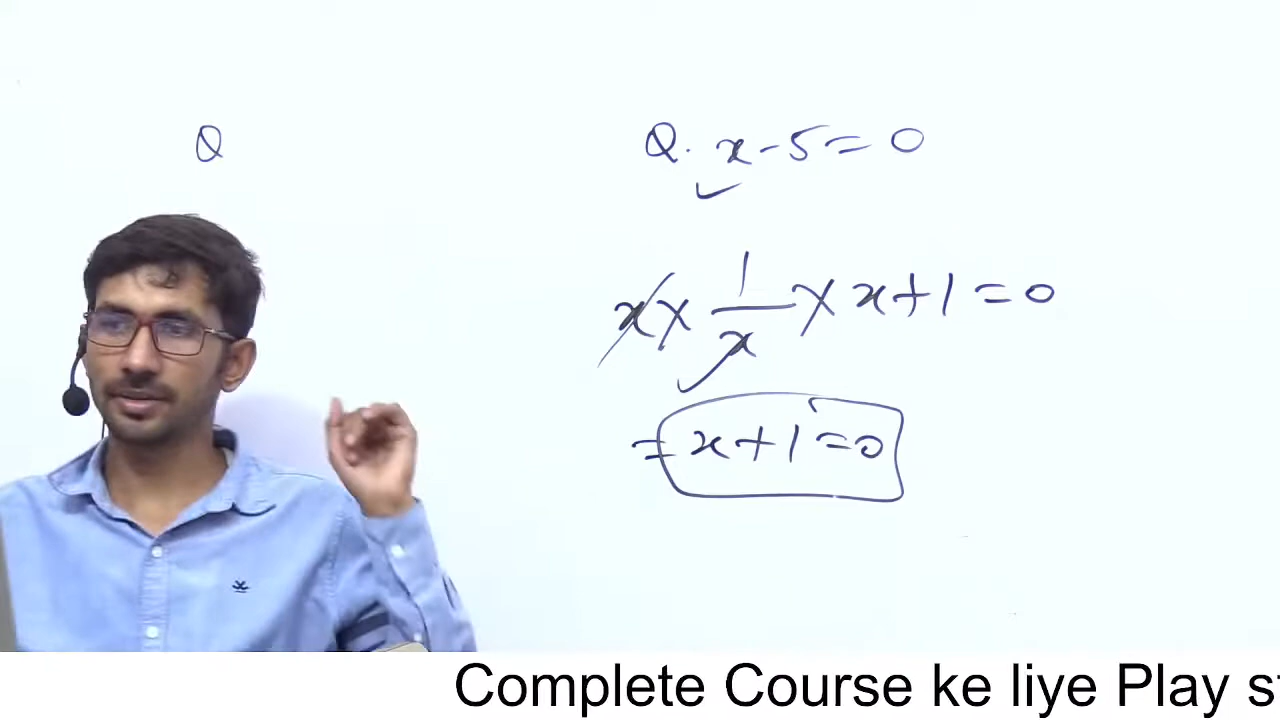 Q
Q. x-5=0
x × 1/x × x+1=0
= x+1=0
Complete Course ke liye Play st